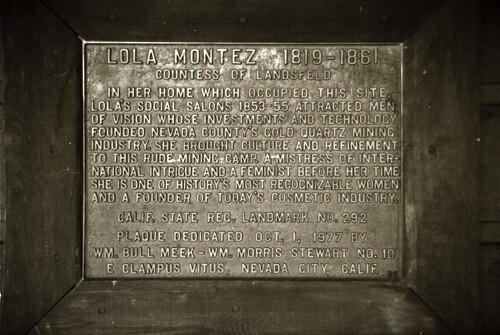 LOLA MONTEZ 1819-1861
COUNTESS OF LANDSFELD
IN HER HOME WHICH OCCUPIED THIS SITE,
LOLA'S SOCIAL SALONS 1853-55, ATTRACTED MEN
OF VISION WHOSE INVESTMENTS AND TECHNOLOGY
FOUNDED NEVADA COUNTY'S GOLD QUARTZ MINING
INDUSTRY. SHE BROUGHT CULTURE AND REFINEMENT
TO THIS RUDE MINING CAMP. A MISTRESS OF INTER-
NATIONAL INTRIGUE AND A FEMINIST BEFORE HER TIME
SHE IS ONE OF HISTORY'S MOST RECOGNIZABLE WOMEN
AND A FOUNDER OF TODAY'S COSMETIC INDUSTRY.
CALIF. STATE REG. LANDMARK NO. 292
PLAQUE DEDICATED OCT. 1, 1977 BY
WM. BULL MEEK - WM. MORRIS STEWART NO. 10
E CLAMPUS VITUS, NEVADA CITY, CALIF.